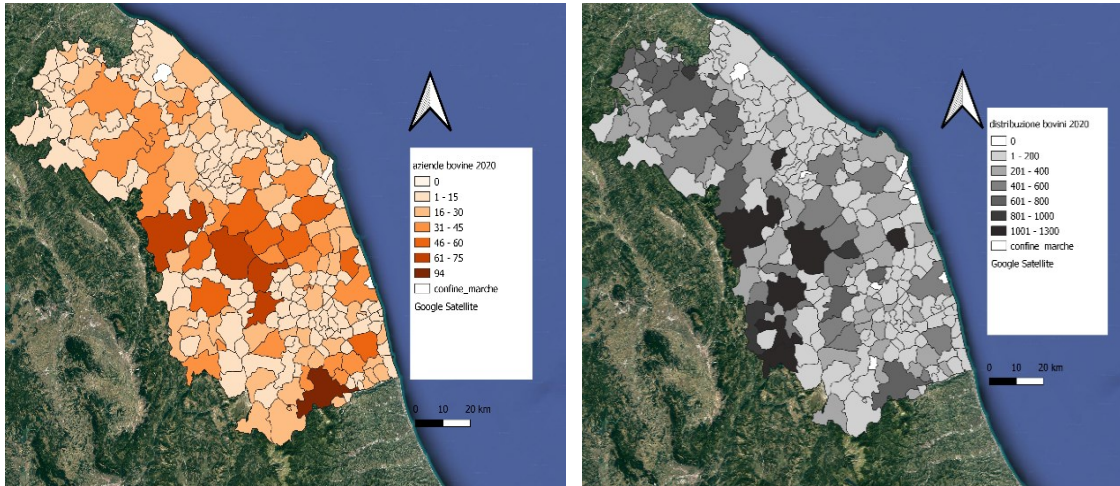 aziende bovine 2020
0
1 - 15
16 - 30
31 - 45
46 - 60
61 - 75
94
confine_marche
Google Satellite
0 10 20 km
distribuzione bovini 2020
0
1 - 200
201 - 400
401 - 600
601 - 800
801 - 1000
1001 - 1300
confine marche
Google Satellite
0 10 20 km